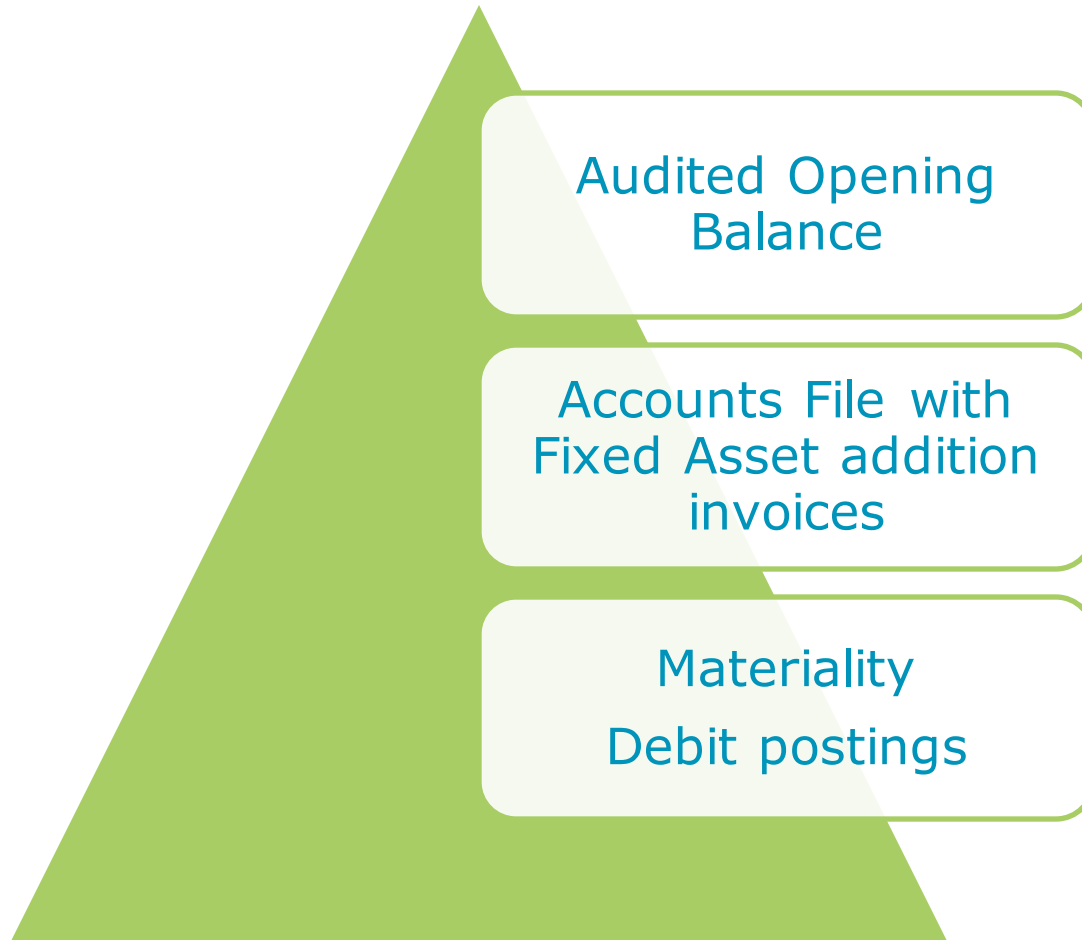 Audited Opening
Balance
Accounts File with
Fixed Asset addition
invoices
Materiality
Debit postings